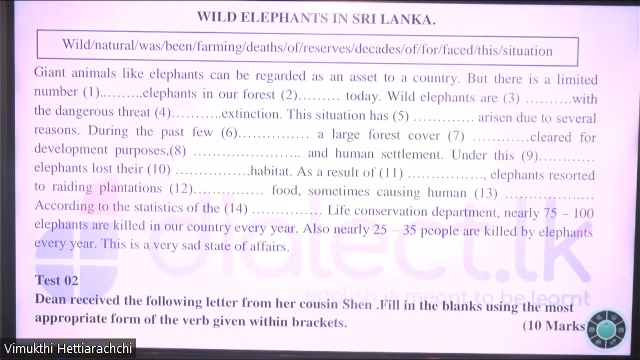 WILD ELEPHANTS IN SRI LANKA.
Wild/natural/was/been/farming/deaths/of/reserves/decades/of/for/faced/this/situation
Giant animals like elephants can be regarded as an asset to a country. But there is a limited
number (1)..........elephants in our forest (2)......... today. Wild elephants are (3) ..........with
the dangerous threat (4)...........extinction. This situation has (5) ............. arisen due to several
reasons. During the past few (6)............... a large forest cover (7) ............cleared for
development purposes,(8) ...................... and human settlement. Under this (9)............
elephants lost their (10) ................habitat. As a result of (11) ................, elephants resorted
to raiding plantations (12)............... food, sometimes causing human (13) ...................
According to the statistics of the (14) ............... Life conservation department, nearly 75 – 100
elephants are killed in our country every year. Also nearly 25 – 35 people are killed by elephants
every year. This is a very sad state of affairs.
dialect.lk
english is meant to be learnt
Test 02
Dean received the following letter from her cousin Shen .Fill in the blanks using the most
appropriate form of the verb given within brackets. (10 Marks
Vimukthi Hettiarachchi